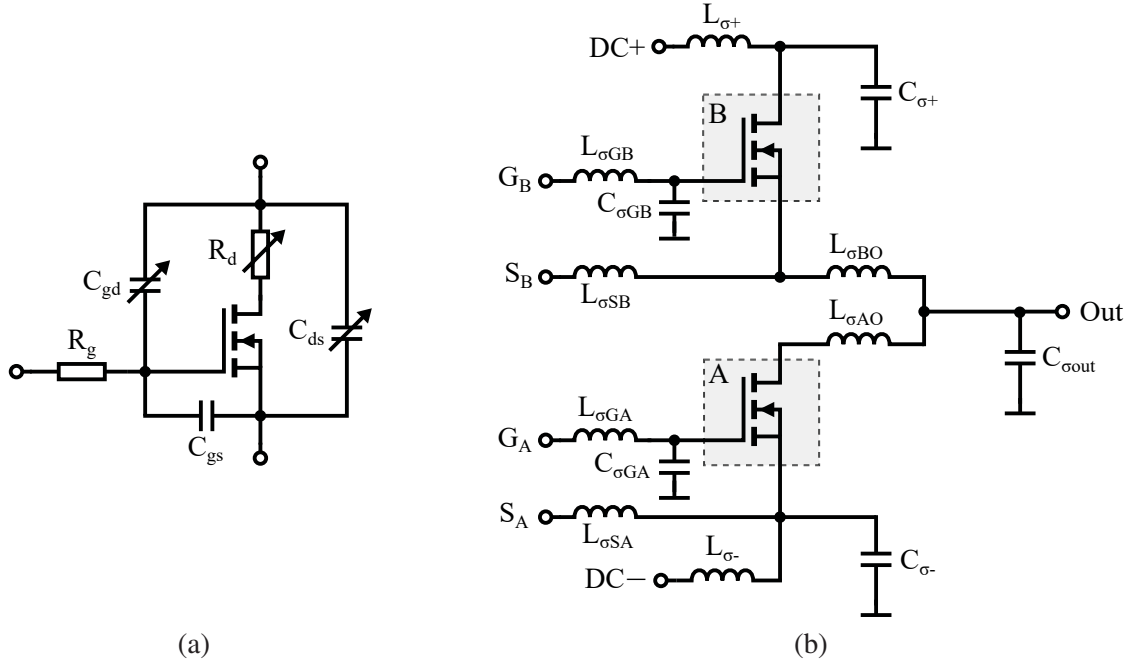 R_d
C_gd
C_ds
R_g
C_gs
(a)
L_σ+
DC+
C_σ+
B
L_σGB
G_B
C_σGB
S_B
L_σSB
L_σBO
L_σAO
Out
C_σout
A
L_σGA
G_A
C_σGA
S_A
L_σSA
L_σ-
DC−
C_σ-
(b)